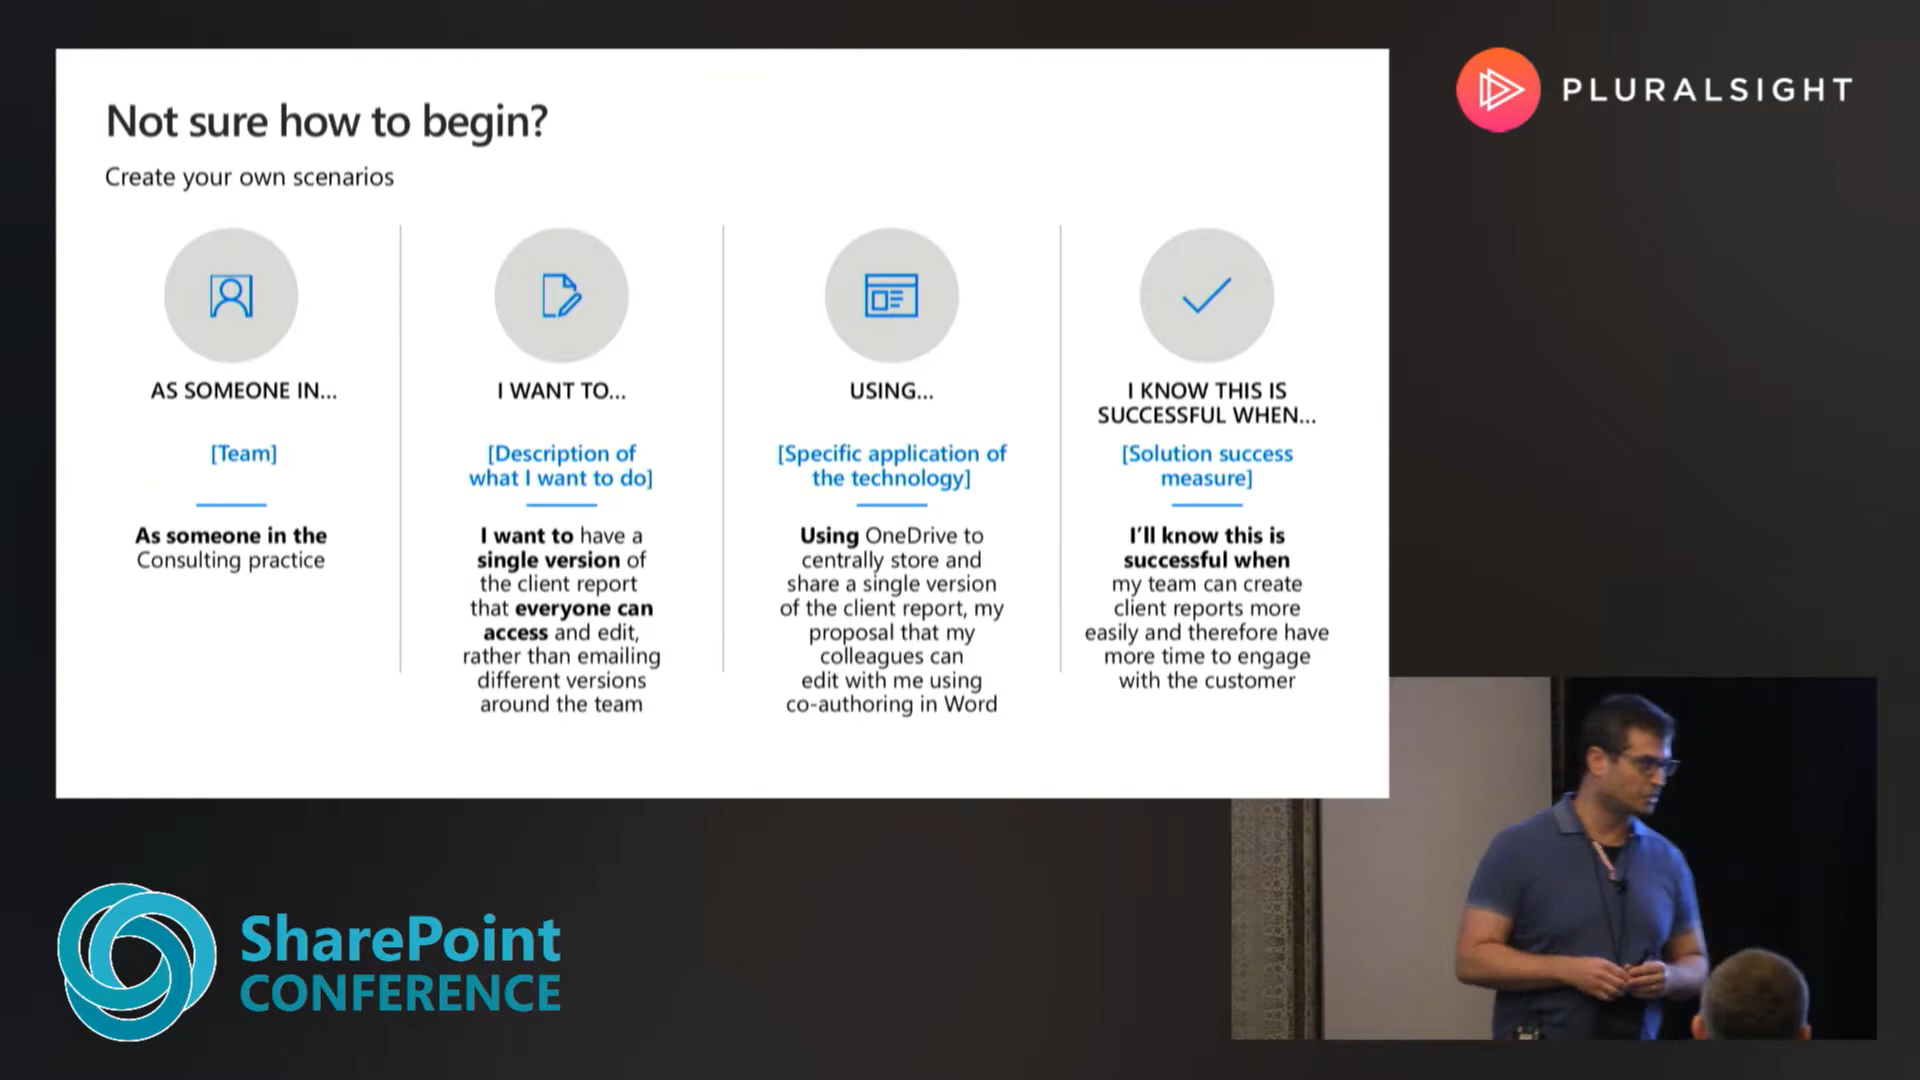 Not sure how to begin?
Create your own scenarios
AS SOMEONE IN...
[Team]
As someone in the
Consulting practice
I WANT TO...
[Description of
what I want to do]
I want to have a
single version of
the client report
that everyone can
access and edit,
rather than emailing
different versions
around the team
USING...
[Specific application of
the technology]
Using OneDrive to
centrally store and
share a single version
of the client report, my
proposal that my
colleagues can
edit with me using
co-authoring in Word
I KNOW THIS IS
SUCCESSFUL WHEN...
[Solution success
measure]
I'll know this is
successful when
my team can create
client reports more
easily and therefore have
more time to engage
with the customer
PLURALSIGHT
SharePoint
CONFERENCE